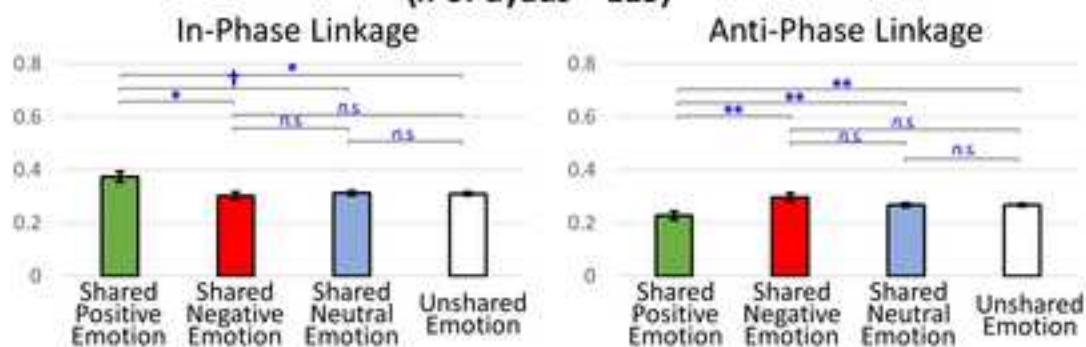 In-Phase Linkage
0.8
0.6
0.4
0.2
0
*
†
*
n.s
n.s
n.s
Shared Positive Emotion
Shared Negative Emotion
Shared Neutral Emotion
Unshared Emotion
Anti-Phase Linkage
0.8
0.6
0.4
0.2
0
**
**
**
n.s
n.s
n.s
Shared Positive Emotion
Shared Negative Emotion
Shared Neutral Emotion
Unshared Emotion